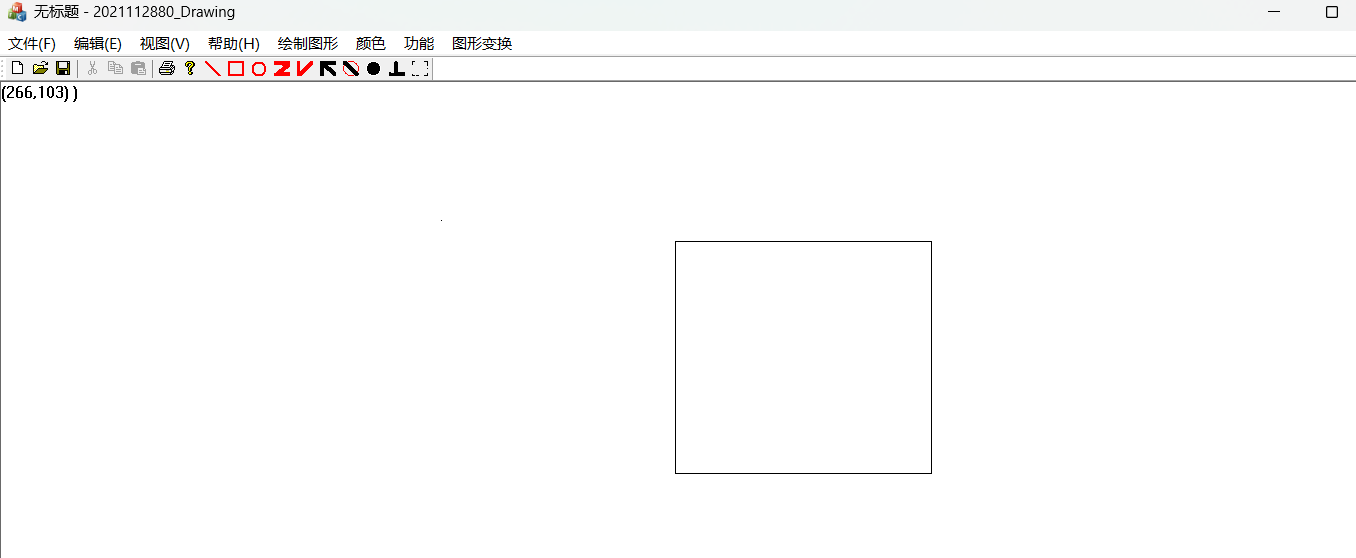 无标题 - 2021112880_Drawing
文件(F) 编辑(E) 视图(V) 帮助(H) 绘制图形 颜色 功能 图形变换
(266,103) )